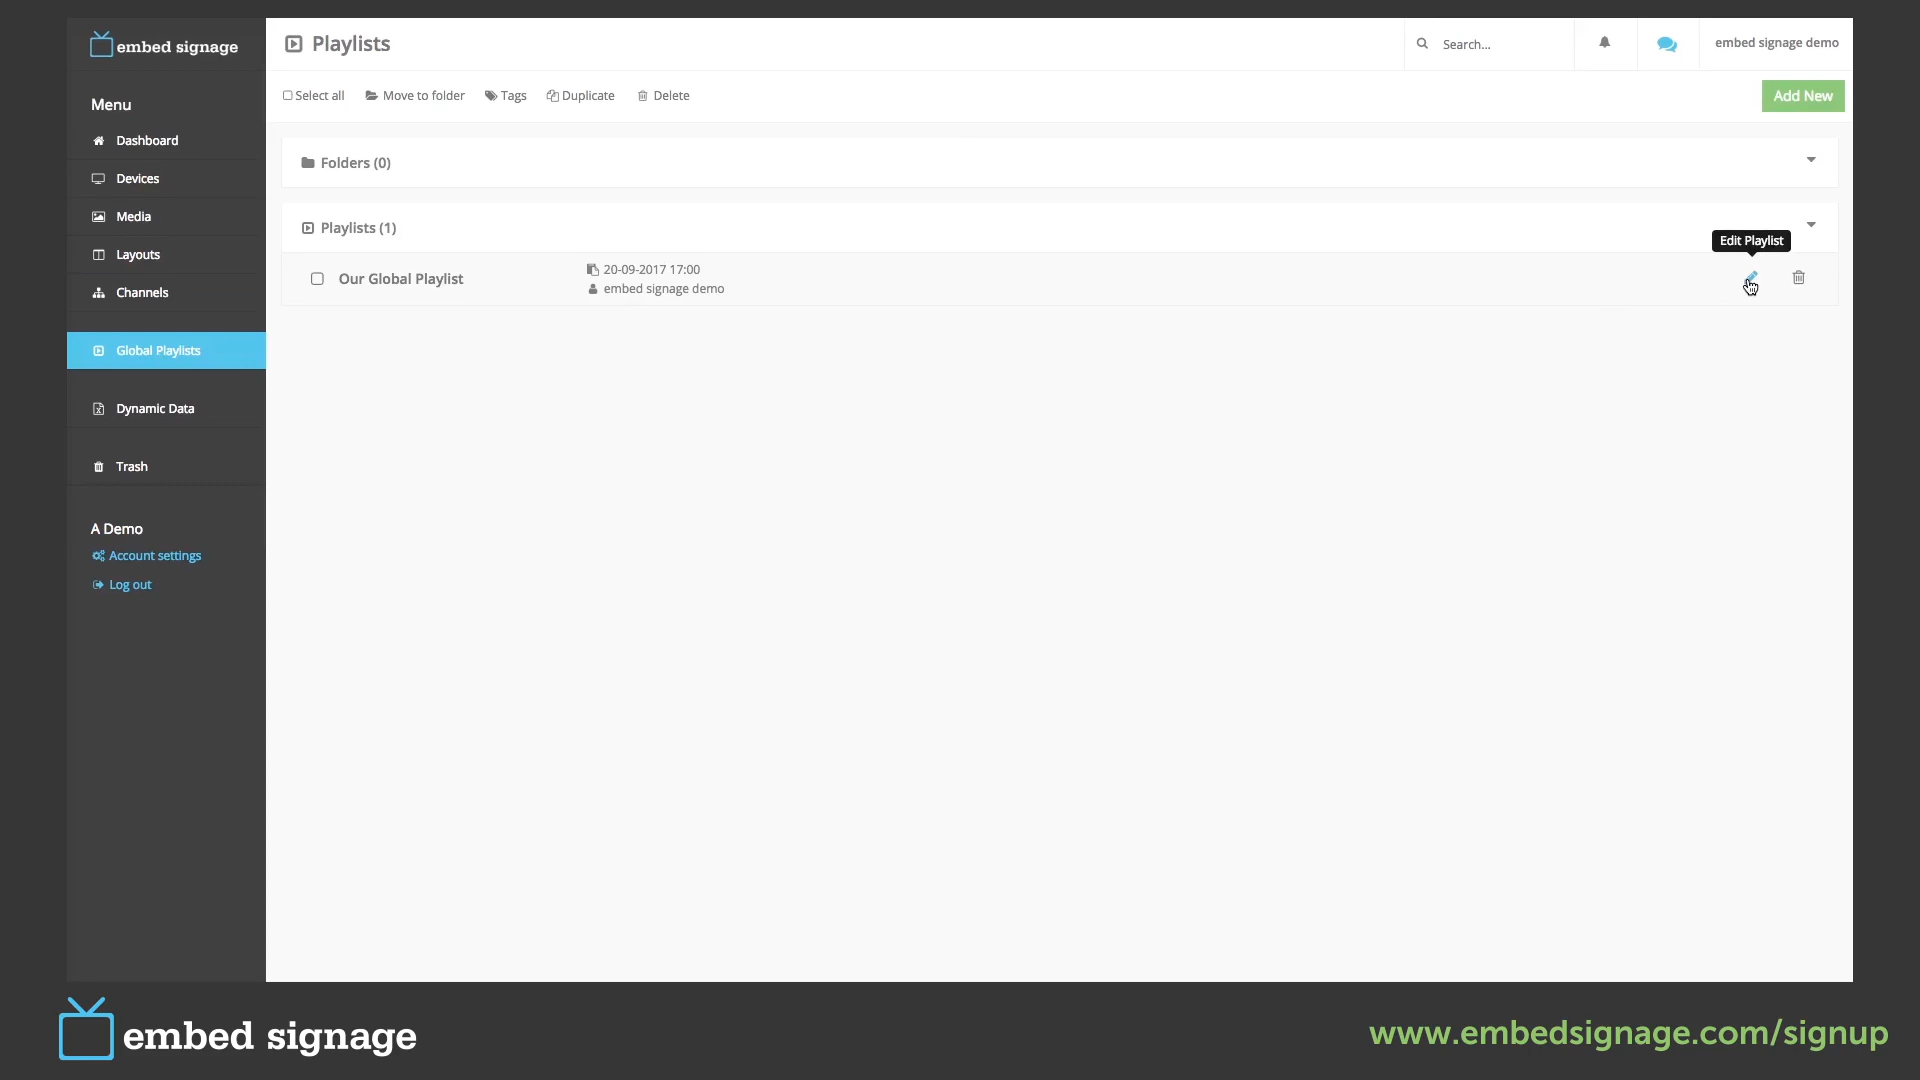 embed signage
Playlists
Search...
embed signage demo
Select all
Move to folder
Tags
Duplicate
Delete
Add New
Menu
Dashboard
Devices
Media
Layouts
Channels
Global Playlists
Dynamic Data
Trash
A Demo
Account settings
Log out
Folders (0)
Playlists (1)
Edit Playlist
Our Global Playlist
20-09-2017 17:00
embed signage demo
embed signage
www.embedsignage.com/signup